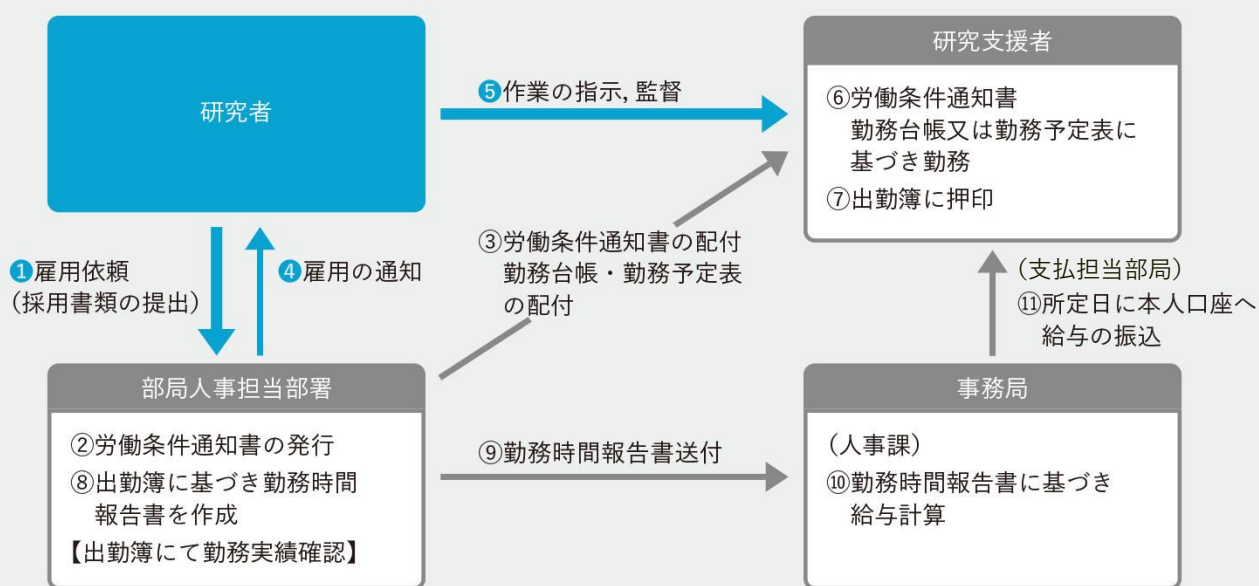 研究者
❺作業の指示, 監督
研究支援者
⑥労働条件通知書
勤務台帳又は勤務予定表に
基づき勤務
⑦出勤簿に押印
❶雇用依頼
(採用書類の提出)
❹雇用の通知
③労働条件通知書の配付
勤務台帳・勤務予定表
の配付
(支払担当部局)
⑪所定日に本人口座へ
給与の振込
部局人事担当部署
②労働条件通知書の発行
⑧出勤簿に基づき勤務時間
報告書を作成
【出勤簿にて勤務実績確認】
⑨勤務時間報告書送付
事務局
(人事課)
⑩勤務時間報告書に基づき
給与計算